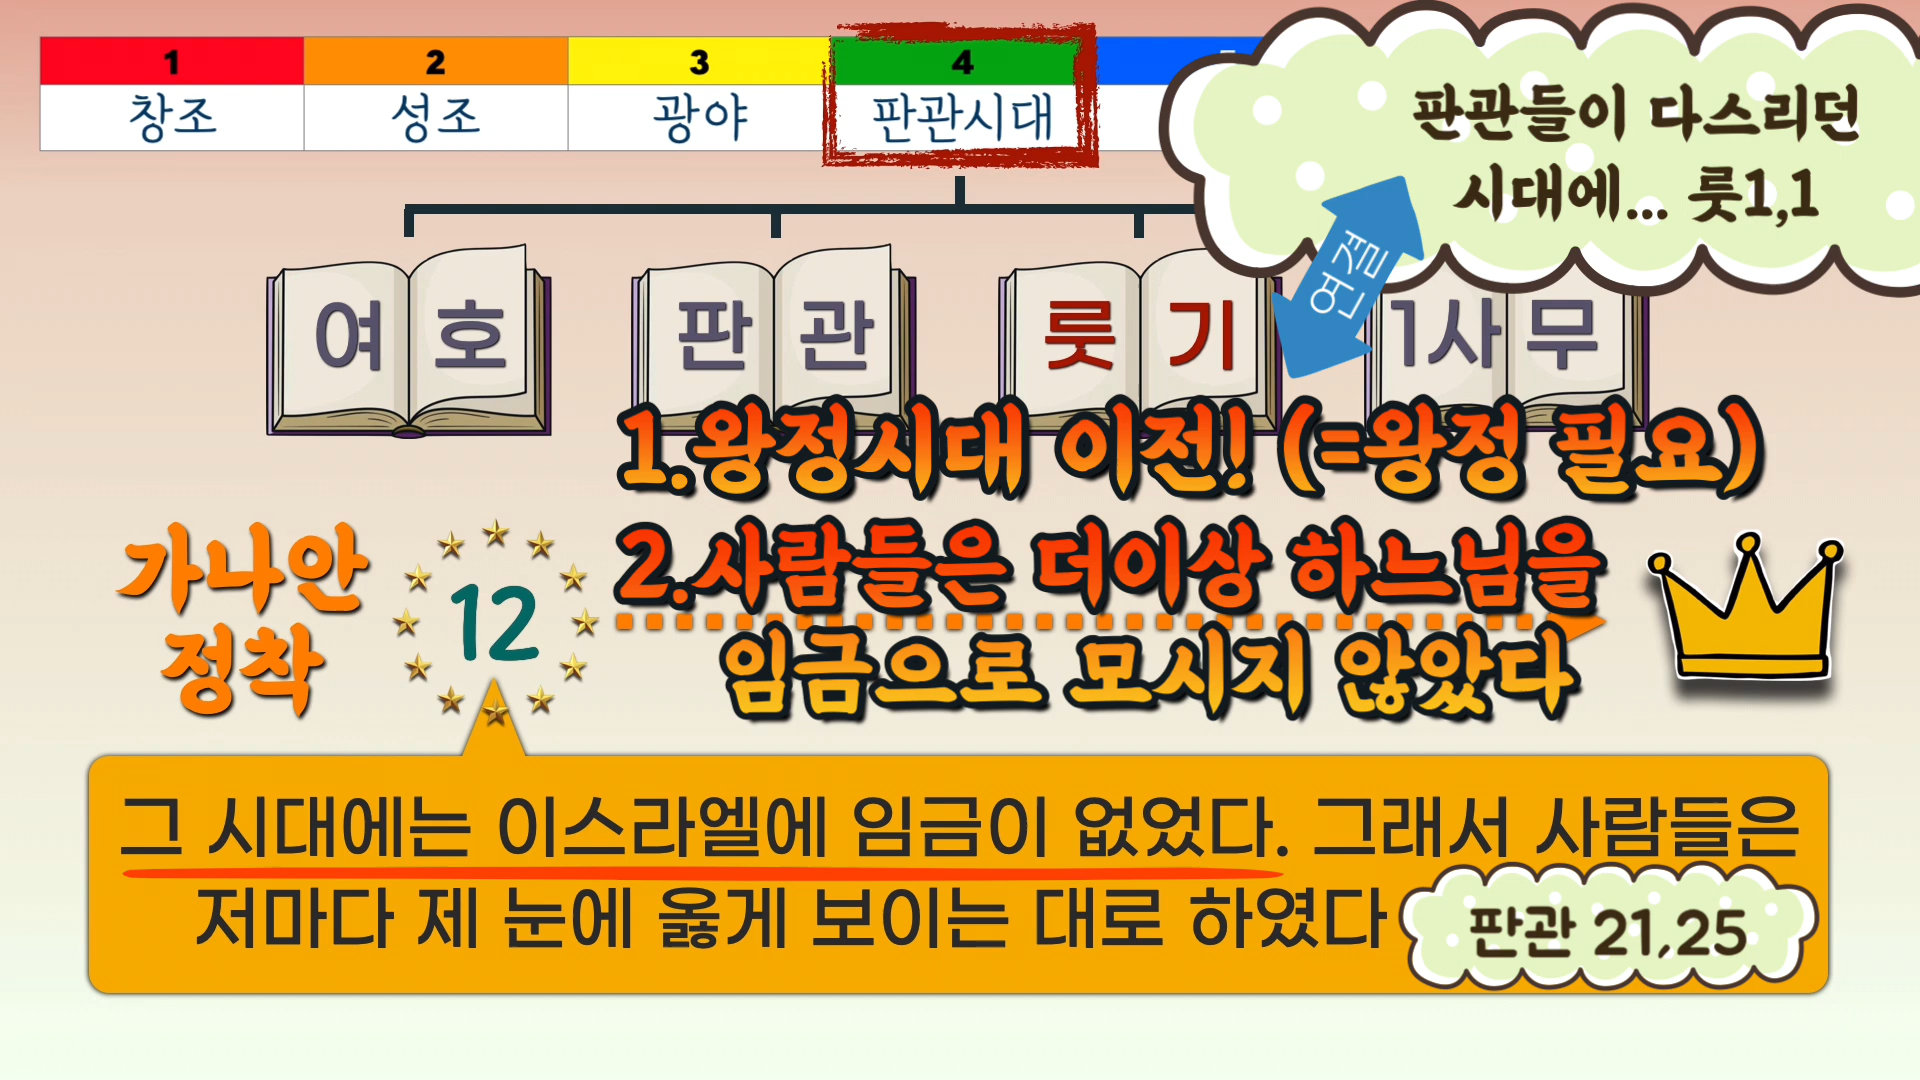 1 2 3 4
창조 성조 광야 판관시대
판관들이 다스리던
시대에... 룻1,1
연결
여호 판관 룻기 1사무
1.왕정시대 이전! (=왕정 필요)
2.사람들은 더이상 하느님을
임금으로 모시지 않았다
가나안
정착
12
그 시대에는 이스라엘에 임금이 없었다. 그래서 사람들은
저마다 제 눈에 옳게 보이는 대로 하였다
판관 21,25